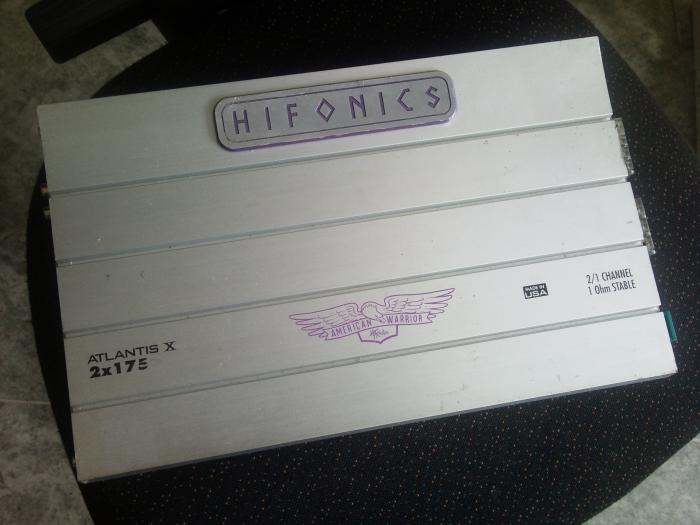 HIFONICS
MADE IN
USA
2/1 CHANNEL
1 Ohm STABLE
AMERICAN WARRIOR
ATLANTIS X
2x175